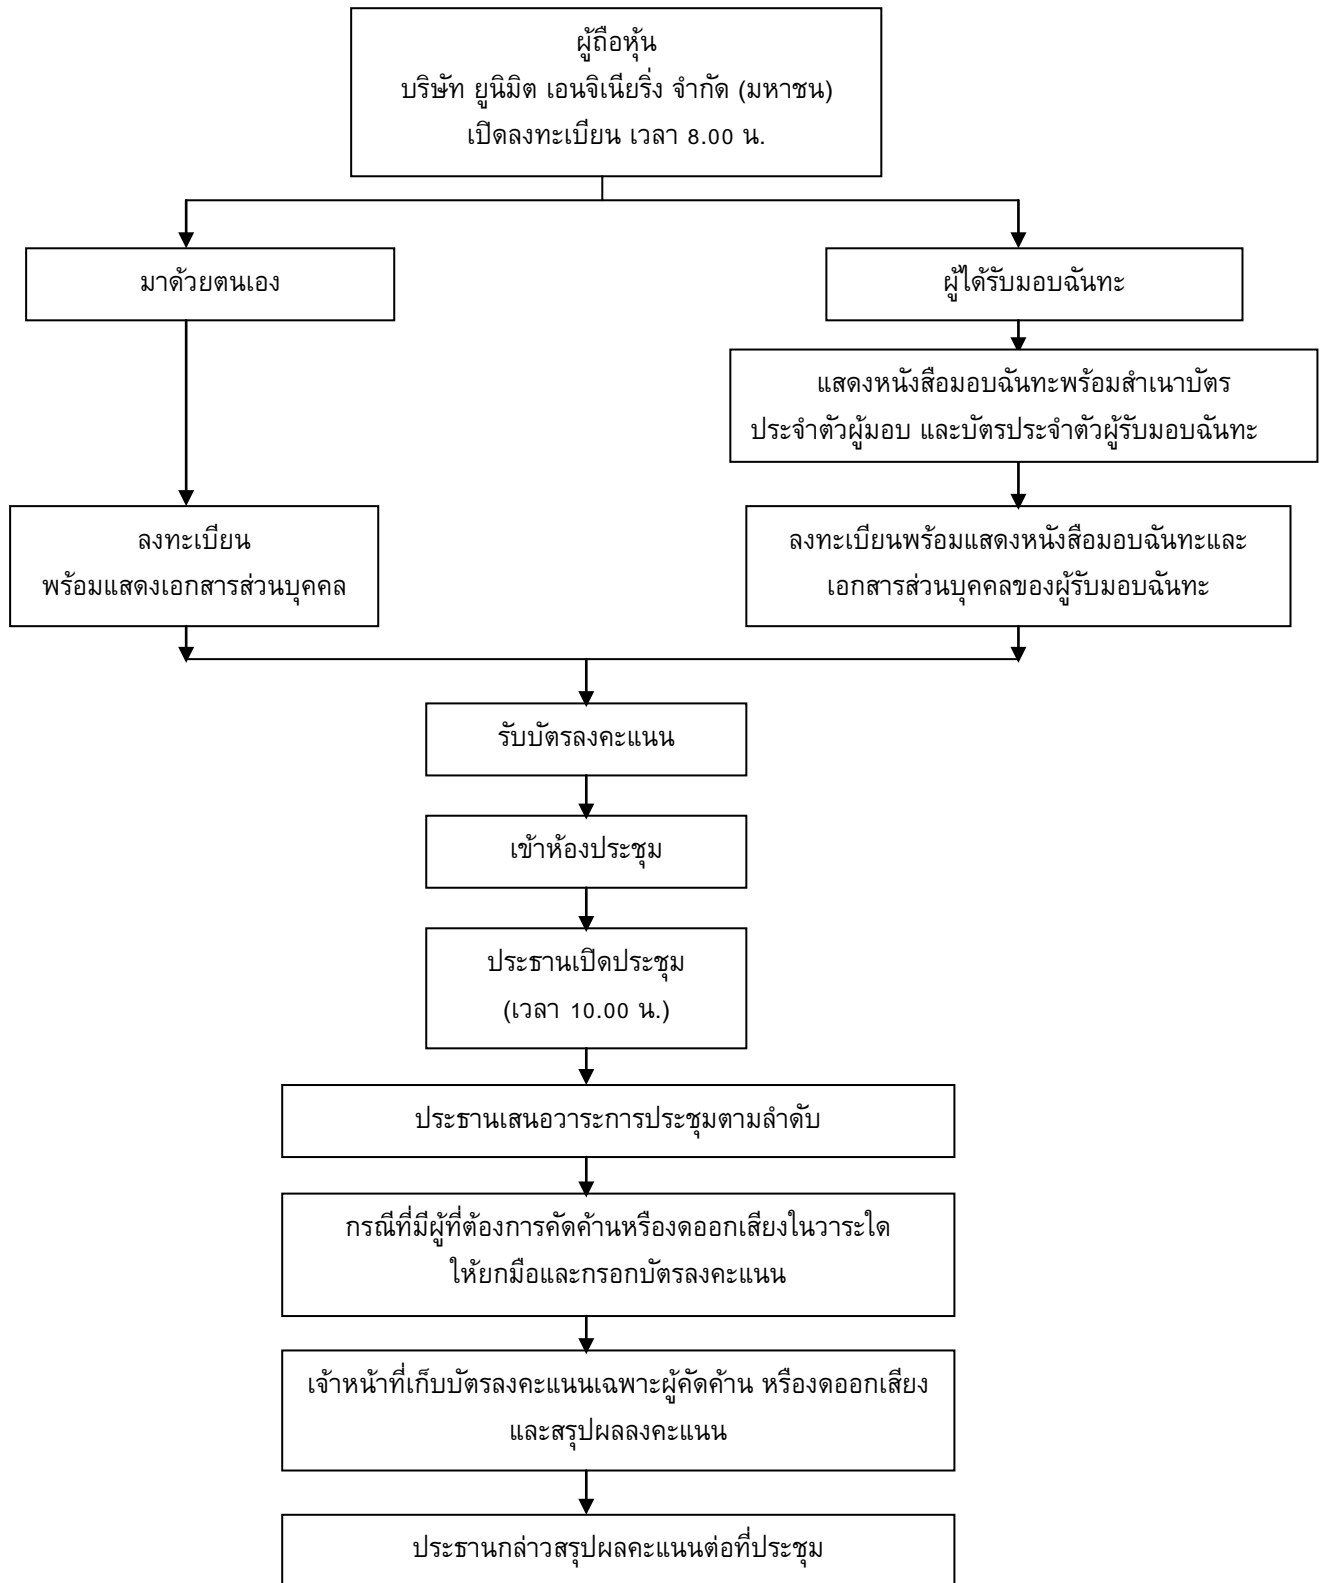 ผู้ถือหุ้น
บริษัท ยูนิมิต เอนจิเนียริ่ง จำกัด (มหาชน)
เปิดลงทะเบียน เวลา 8.00 น.
มาด้วยตนเอง
ผู้ได้รับมอบฉันทะ
แสดงหนังสือมอบฉันทะพร้อมสำเนาบัตร
ประจำตัวผู้มอบ และบัตรประจำตัวผู้รับมอบฉันทะ
ลงทะเบียน
พร้อมแสดงเอกสารส่วนบุคคล
ลงทะเบียนพร้อมแสดงหนังสือมอบฉันทะและ
เอกสารส่วนบุคคลของผู้รับมอบฉันทะ
รับบัตรลงคะแนน
เข้าห้องประชุม
ประธานเปิดประชุม
(เวลา 10.00 น.)
ประธานเสนอวาระการประชุมตามลำดับ
กรณีที่มีผู้ที่ต้องการคัดค้านหรืองดออกเสียงในวาระใด
ให้ยกมือและกรอกบัตรลงคะแนน
เจ้าหน้าที่เก็บบัตรลงคะแนนเฉพาะผู้คัดค้าน หรืองดออกเสียง
และสรุปผลลงคะแนน
ประธานกล่าวสรุปผลคะแนนต่อที่ประชุม